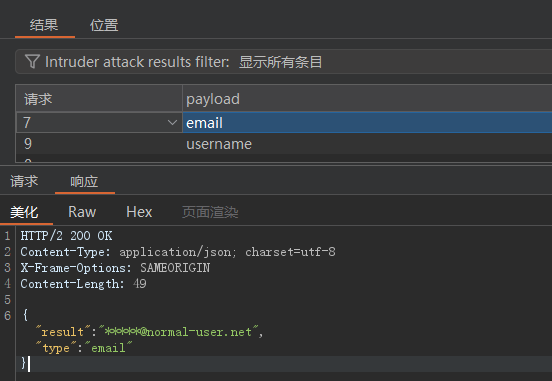 结果 位置
Intruder attack results filter: 显示所有条目
请求 payload
7 email
9 username
请求 响应
美化 Raw Hex 页面渲染
1 HTTP/2 200 OK
2 Content-Type: application/json; charset=utf-8
3 X-Frame-Options: SAMEORIGIN
4 Content-Length: 49
5
6 {
"result":"*****@normal-user.net",
"type":"email"
}